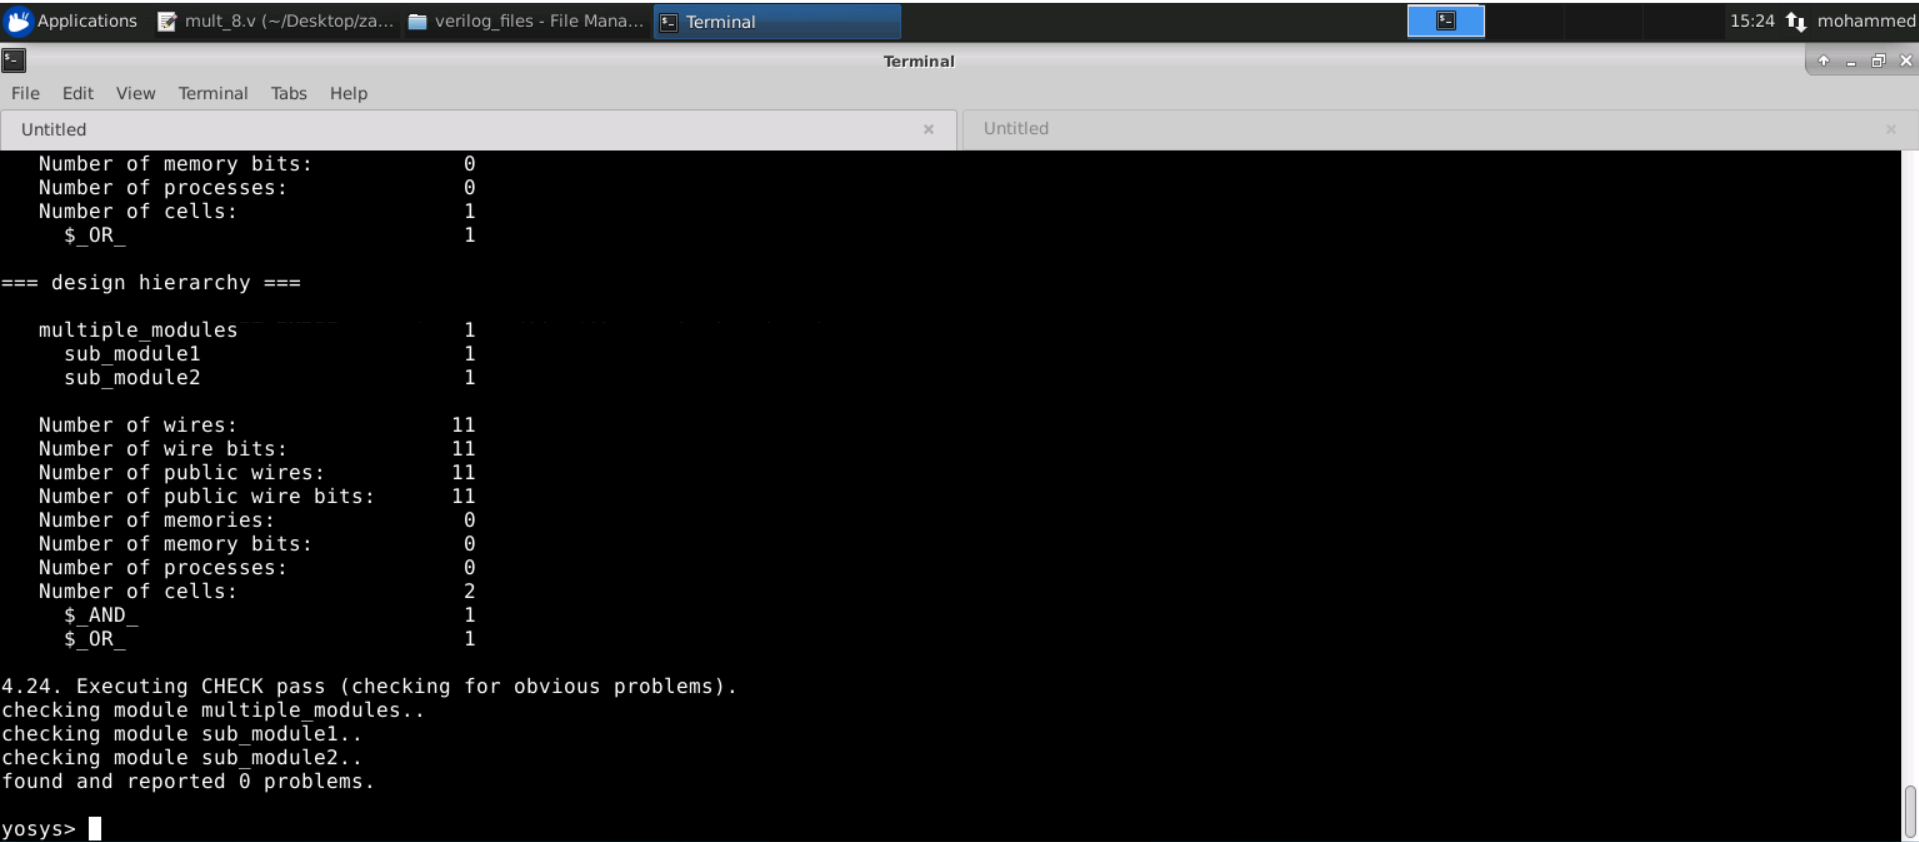 Applications mult_8.v (~/Desktop/za... verilog_files - File Mana... Terminal 15:24 mohammed
Terminal
File Edit View Terminal Tabs Help
Untitled Untitled
Number of memory bits: 0
Number of processes: 0
Number of cells: 1
$_OR_ 1
=== design hierarchy ===
multiple_modules 1
sub_module1 1
sub_module2 1
Number of wires: 11
Number of wire bits: 11
Number of public wires: 11
Number of public wire bits: 11
Number of memories: 0
Number of memory bits: 0
Number of processes: 0
Number of cells: 2
$_AND_ 1
$_OR_ 1
4.24. Executing CHECK pass (checking for obvious problems).
checking module multiple_modules..
checking module sub_module1..
checking module sub_module2..
found and reported 0 problems.
yosys>